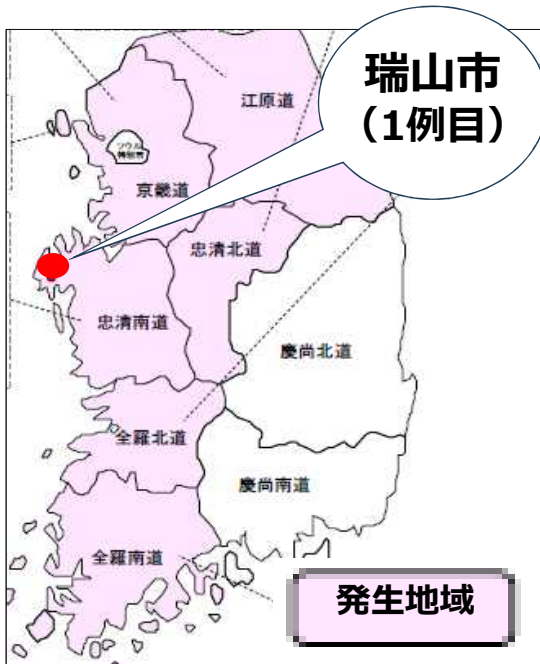 瑞山市
(1例目)
江原道
ソウル
特別市
京畿道
忠清北道
忠清南道
慶尚北道
全羅北道
慶尚南道
全羅南道
発生地域